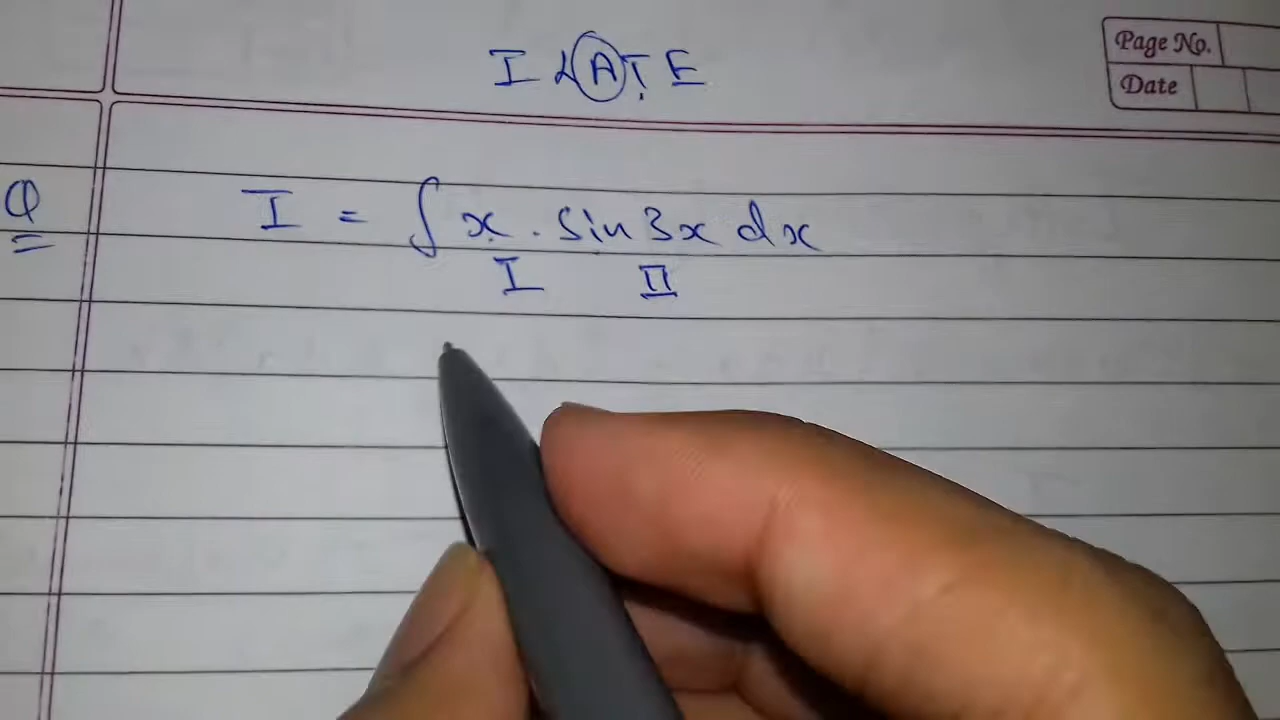 I L A T E
Page No.
Date
Q I = ∫ x . sin 3x dx
I II